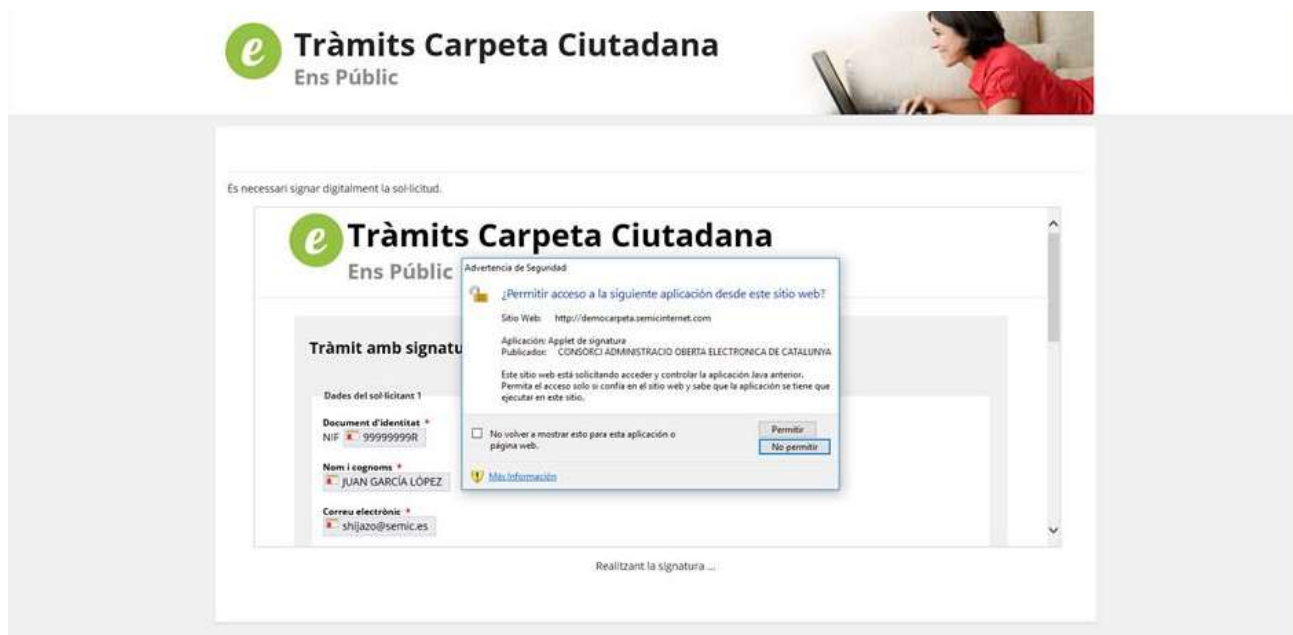 e Tràmits Carpeta Ciutadana
Ens Públic
És necessari signar digitalment la sol·licitud.
e Tràmits Carpeta Ciutadana
Ens Públic
Advertencia de Seguridad
¿Permitir acceso a la siguiente aplicación desde este sitio web?
Sitio Web: http://democarpeta.semicinternet.com
Aplicación: Applet de signatura
Publicador: CONSORCI ADMINISTRACIO OBERTA ELECTRONICA DE CATALUNYA
Este sitio web está solicitando acceder y controlar la aplicación Java anterior.
Permita el acceso solo si confía en el sitio web y sabe que la aplicación se tiene que
ejecutar en este sitio.
No volver a mostrar esto para esta aplicación o
página web.
Permitir
No permitir
Más Información
Tràmit amb signatu
Dades del sol·licitant 1
Document d'identitat *
NIF 99999999R
Nom i cognoms *
JUAN GARCÍA LÓPEZ
Correu electrònic *
shijazo@semic.es
Realitzant la signatura ...